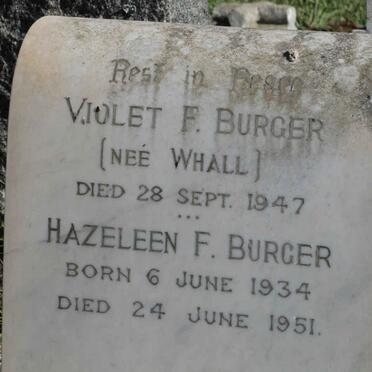 Rest in Peace
VIOLET F. BURGER
(NEÉ WHALL)
DIED 28 SEPT. 1947
...
HAZELEEN F. BURGER
BORN 6 JUNE 1934
DIED 24 JUNE 1951.